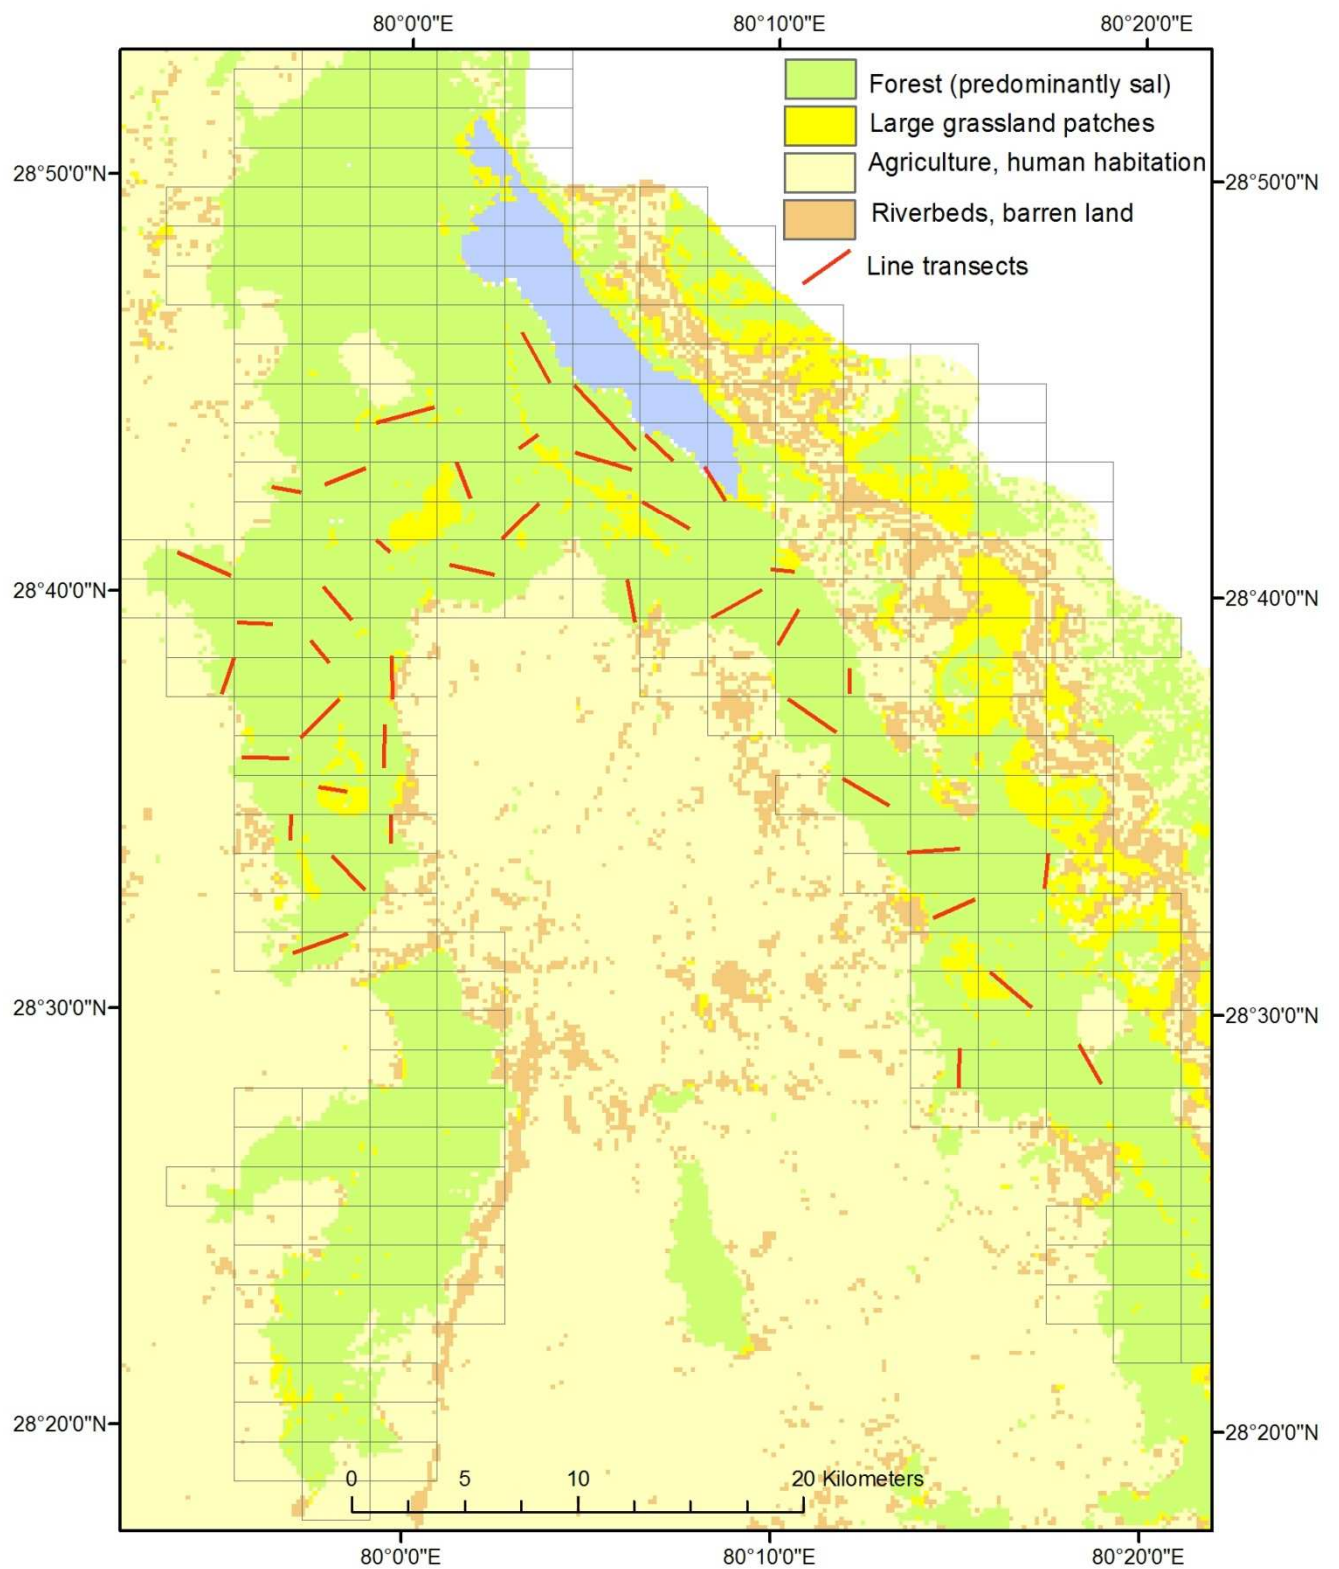 80°0'0"E 80°10'0"E 80°20'0"E
Forest (predominantly sal)
Large grassland patches
Agriculture, human habitation
Riverbeds, barren land
Line transects
28°50'0"N 28°50'0"N
28°40'0"N 28°40'0"N
28°30'0"N 28°30'0"N
28°20'0"N 28°20'0"N
0 5 10 20 Kilometers
80°0'0"E 80°10'0"E 80°20'0"E